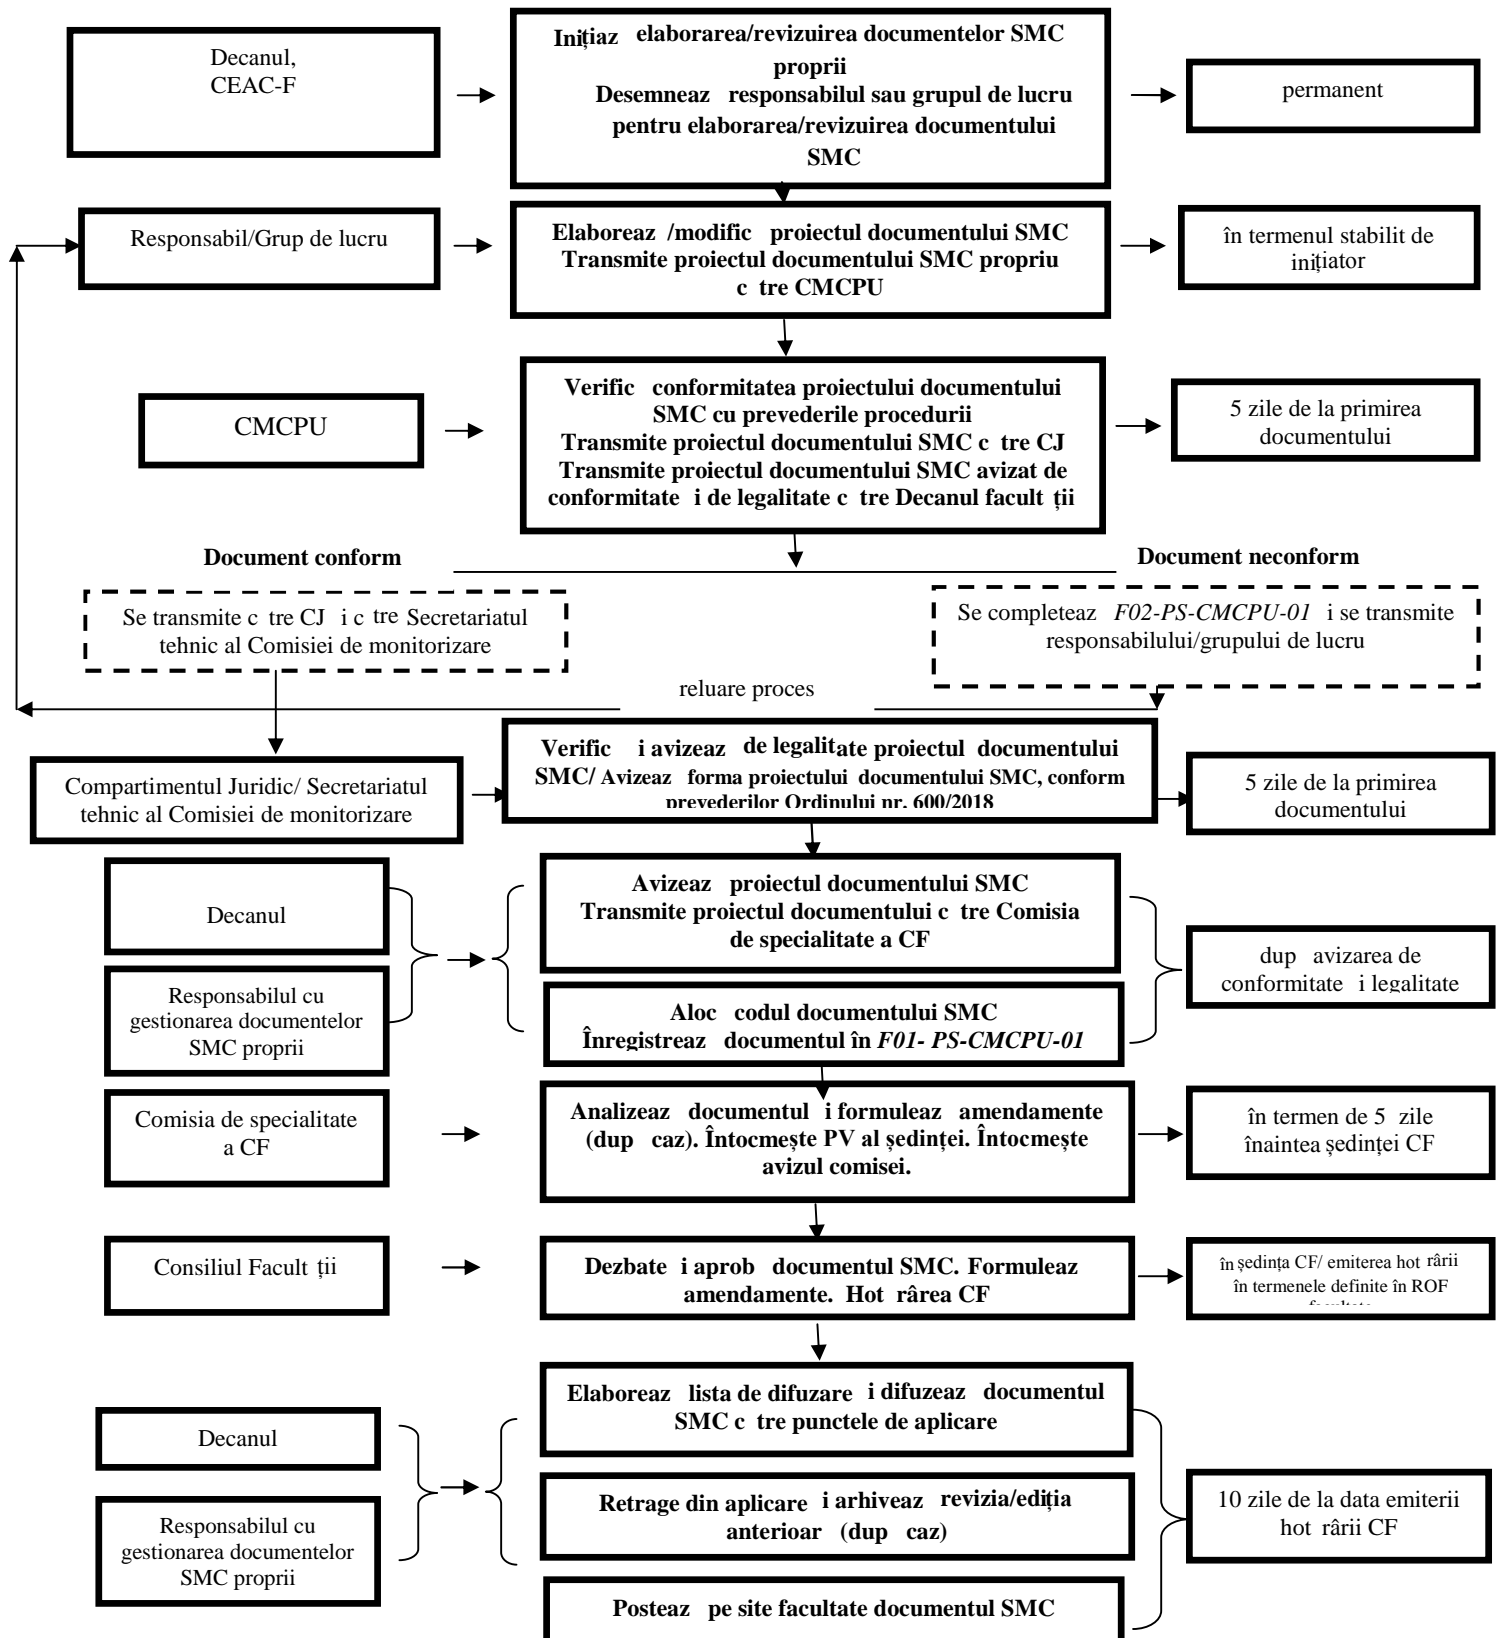 Decanul,
CEAC-F
Inițiaz elaborarea/revizuirea documentelor SMC
proprii
Desemneaz responsabilul sau grupul de lucru
pentru elaborarea/revizuirea documentului
SMC
permanent
Responsabil/Grup de lucru
Elaboreaz /modific proiectul documentului SMC
Transmite proiectul documentului SMC propriu
c tre CMCPU
în termenul stabilit de
inițiator
CMCPU
Verific conformitatea proiectului documentului
SMC cu prevederile procedurii
Transmite proiectul documentului SMC c tre CJ
Transmite proiectul documentului SMC avizat de
conformitate i de legalitate c tre Decanul facult ții
5 zile de la primirea
documentului
Document conform
Document neconform
Se transmite c tre CJ i c tre Secretariatul
tehnic al Comisiei de monitorizare
Se completeaz F02-PS-CMCPU-01 i se transmite
responsabilului/grupului de lucru
reluare proces
Compartimentul Juridic/ Secretariatul
tehnic al Comisiei de monitorizare
Verific i avizeaz de legalitate proiectul documentului
SMC/ Avizeaz forma proiectului documentului SMC, conform
prevederilor Ordinului nr. 600/2018
5 zile de la primirea
documentului
Decanul
Responsabilul cu
gestionarea documentelor
SMC proprii
Avizeaz proiectul documentului SMC
Transmite proiectul documentului c tre Comisia
de specialitate a CF
Aloc codul documentului SMC
Înregistreaz documentul în F01- PS-CMCPU-01
dup avizarea de
conformitate i legalitate
Comisia de specialitate
a CF
Analizeaz documentul i formuleaz amendamente
(dup caz). Întocmește PV al ședinței. Întocmește
avizul comisei.
în termen de 5 zile
înaintea ședinței CF
Consiliul Facult ții
Dezbate i aprob documentul SMC. Formuleaz
amendamente. Hot rârea CF
în ședința CF/ emiterea hot rârii
în termenele definite în ROF
Decanul
Responsabilul cu
gestionarea documentelor
SMC proprii
Elaboreaz lista de difuzare i difuzeaz documentul
SMC c tre punctele de aplicare
Retrage din aplicare i arhiveaz revizia/ediția
anterioar (dup caz)
Posteaz pe site facultate documentul SMC
10 zile de la data emiterii
hot rârii CF